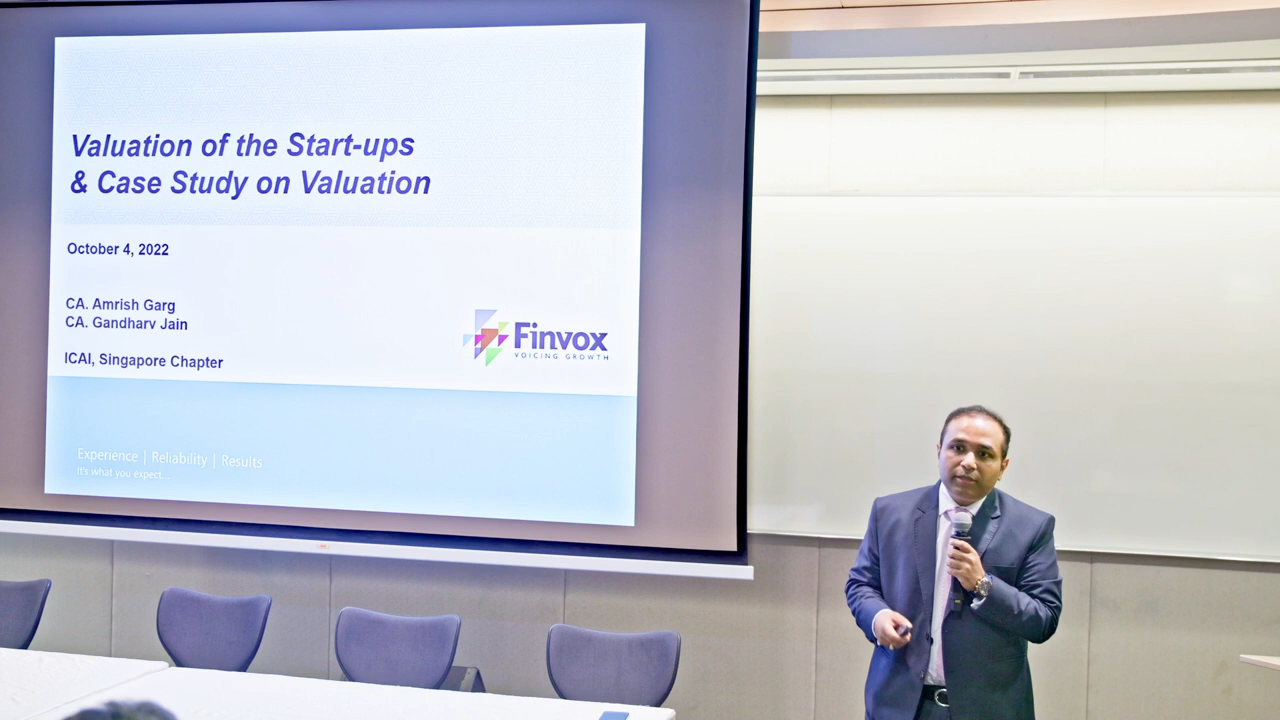 Valuation of the Start-ups
& Case Study on Valuation
October 4, 2022
CA. Amrish Garg
CA. Gandharv Jain
ICAI, Singapore Chapter
Finvox
VOICING GROWTH
Experience | Reliability | Results
It's what you expect...